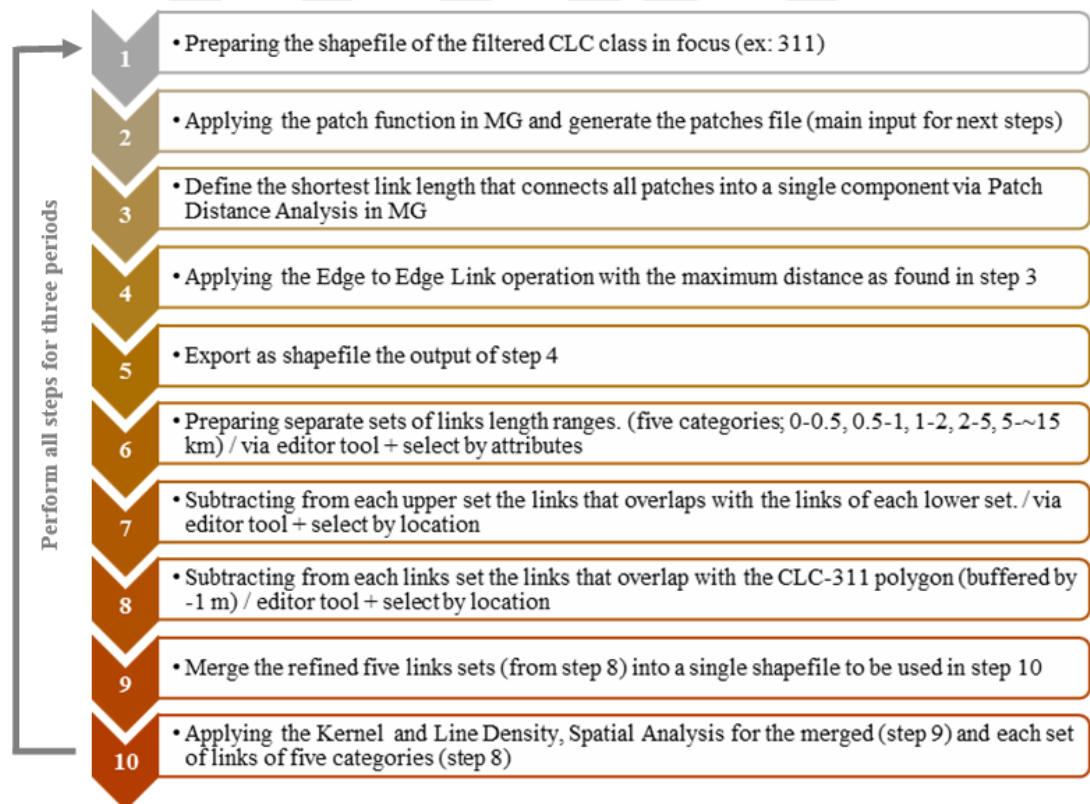 Perform all steps for three periods
1
• Preparing the shapefile of the filtered CLC class in focus (ex: 311)
2
• Applying the patch function in MG and generate the patches file (main input for next steps)
3
• Define the shortest link length that connects all patches into a single component via Patch
Distance Analysis in MG
4
• Applying the Edge to Edge Link operation with the maximum distance as found in step 3
5
• Export as shapefile the output of step 4
6
• Preparing separate sets of links length ranges. (five categories; 0-0.5, 0.5-1, 1-2, 2-5, 5-~15
km) / via editor tool + select by attributes
7
• Subtracting from each upper set the links that overlaps with the links of each lower set. / via
editor tool + select by location
8
• Subtracting from each links set the links that overlap with the CLC-311 polygon (buffered by
-1 m) / editor tool + select by location
9
• Merge the refined five links sets (from step 8) into a single shapefile to be used in step 10
10
• Applying the Kernel and Line Density, Spatial Analysis for the merged (step 9) and each set
of links of five categories (step 8)